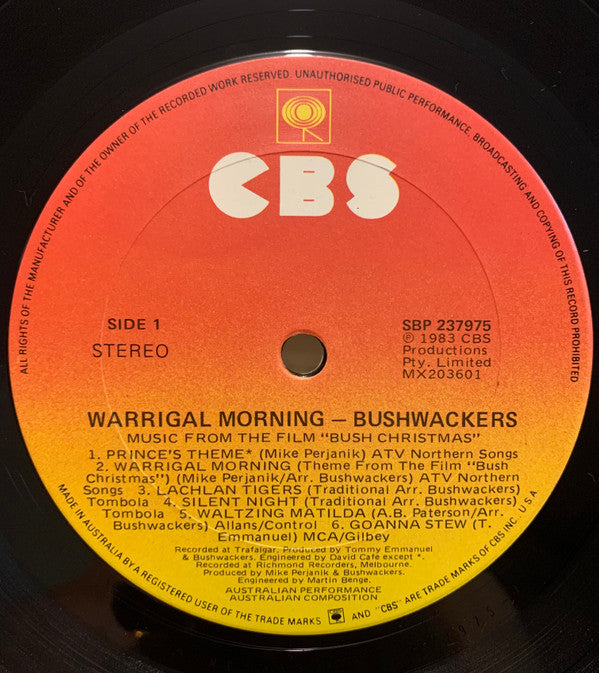 ALL RIGHTS OF THE MANUFACTURER AND OF THE OWNER OF THE RECORDED WORK RESERVED. UNAUTHORISED PUBLIC PERFORMANCE, BROADCASTING AND COPYING OF THIS RECORD PROHIBITED
CBS
SIDE 1
STEREO
SBP 237975
℗ 1983 CBS
Productions
Pty. Limited
MX203601
WARRIGAL MORNING – BUSHWACKERS
MUSIC FROM THE FILM "BUSH CHRISTMAS"
1. PRINCE'S THEME* (Mike Perjanik) ATV Northern Songs
2. WARRIGAL MORNING (Theme From The Film "Bush
Christmas") (Mike Perjanik/Arr. Bushwackers) ATV Northern
Songs 3. LACHLAN TIGERS (Traditional Arr. Bushwackers)
Tombola 4. SILENT NIGHT (Traditional Arr. Bushwackers)
Tombola 5. WALTZING MATILDA (A.B. Paterson/Arr.
Bushwackers) Allans/Control 6. GOANNA STEW (T.
Emmanuel) MCA/Gilbey
Recorded at Trafalgar. Produced by Tommy Emmanuel
& Bushwackers. Engineered by David Cafe except *.
Recorded at Richmond Recorders, Melbourne.
Produced by Mike Perjanik & Bushwackers.
Engineered by Martin Benge.
AUSTRALIAN PERFORMANCE
AUSTRALIAN COMPOSITION
MADE IN AUSTRALIA BY A REGISTERED USER OF THE TRADE MARKS AND "CBS" ARE TRADE MARKS OF CBS INC. U S A